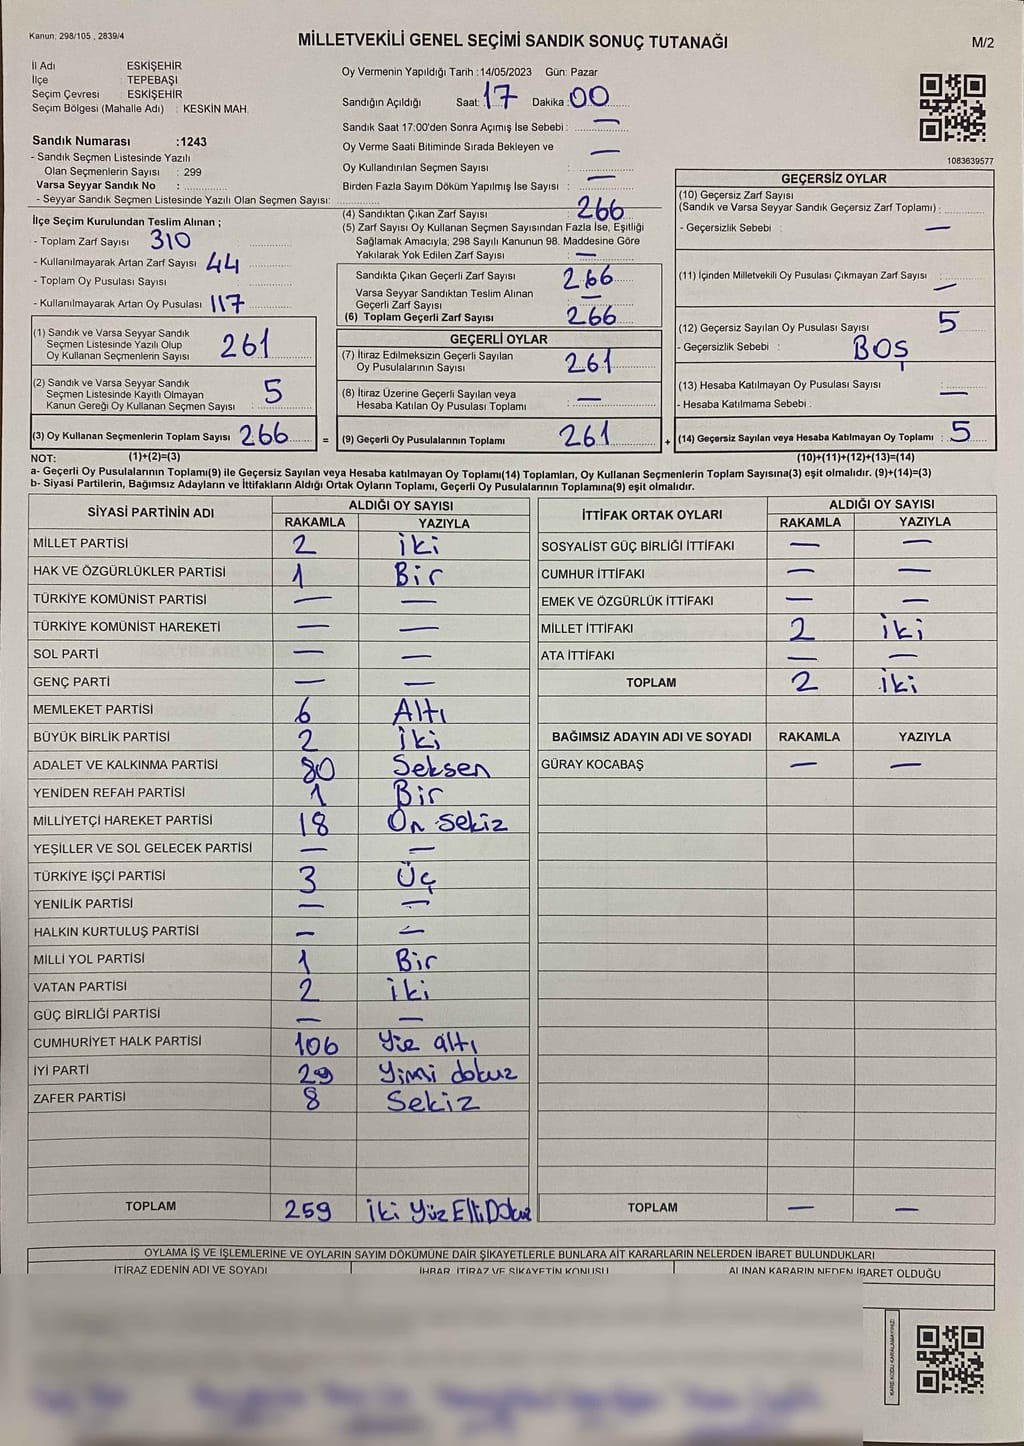 Kanun: 298/105 , 2839/4
MİLLETVEKİLİ GENEL SEÇİMİ SANDIK SONUÇ TUTANAĞI
M/2
İl Adı ESKİŞEHİR
İlçe : TEPEBAŞI
Seçim Çevresi : ESKİŞEHİR
Seçim Bölgesi (Mahalle Adı) : KESKİN MAH.
Oy Vermenin Yapıldığı Tarih :14/05/2023 Gün: Pazar
Sandığın Açıldığı Saat: 17 Dakika : 00
Sandık Saat 17:00'den Sonra Açımış İse Sebebi : —
Oy Verme Saati Bitiminde Sırada Bekleyen ve
Oy Kullandırılan Seçmen Sayısı : —
Birden Fazla Sayım Döküm Yapılmış İse Sayısı : —
1083639577
Sandık Numarası :1243
- Sandık Seçmen Listesinde Yazılı
Olan Seçmenlerin Sayısı : 299
Varsa Seyyar Sandık No :
- Seyyar Sandık Seçmen Listesinde Yazılı Olan Seçmen Sayısı:
İlçe Seçim Kurulundan Teslim Alınan ;
- Toplam Zarf Sayısı 310
- Kullanılmayarak Artan Zarf Sayısı 44
- Toplam Oy Pusulası Sayısı
- Kullanılmayarak Artan Oy Pusulası 117
(1) Sandık ve Varsa Seyyar Sandık
Seçmen Listesinde Yazılı Olup
Oy Kullanan Seçmenlerin Sayısı 261
(2) Sandık ve Varsa Seyyar Sandık
Seçmen Listesinde Kayıtlı Olmayan
Kanun Gereği Oy Kullanan Seçmen Sayısı : 5
(3) Oy Kullanan Seçmenlerin Toplam Sayısı 266 =
(4) Sandıktan Çıkan Zarf Sayısı : 266
(5) Zarf Sayısı Oy Kullanan Seçmen Sayısından Fazla İse, Eşitliği
Sağlamak Amacıyla; 298 Sayılı Kanunun 98. Maddesine Göre
Yakılarak Yok Edilen Zarf Sayısı : —
Sandıkta Çıkan Geçerli Zarf Sayısı 266
Varsa Seyyar Sandıktan Teslim Alınan
Geçerli Zarf Sayısı —
(6) Toplam Geçerli Zarf Sayısı 266
GEÇERLİ OYLAR
(7) İtiraz Edilmeksizin Geçerli Sayılan
Oy Pusulalarının Sayısı 261
(8) İtiraz Üzerine Geçerli Sayılan veya
Hesaba Katılan Oy Pusulası Toplamı —
(9) Geçerli Oy Pusulalarının Toplamı 261 +
GEÇERSİZ OYLAR
(10) Geçersiz Zarf Sayısı
(Sandık ve Varsa Seyyar Sandık Geçersiz Zarf Toplamı) :
- Geçersizlik Sebebi : —
(11) İçinden Milletvekili Oy Pusulası Çıkmayan Zarf Sayısı : —
(12) Geçersiz Sayılan Oy Pusulası Sayısı 5
- Geçersizlik Sebebi : BOŞ
(13) Hesaba Katılmayan Oy Pusulası Sayısı : —
- Hesaba Katılmama Sebebi :
(14) Geçersiz Sayılan veya Hesaba Katılmayan Oy Toplamı : 5
NOT: (1)+(2)=(3) (10)+(11)+(12)+(13)=(14)
a- Geçerli Oy Pusulalarının Toplamı(9) ile Geçersiz Sayılan veya Hesaba katılmayan Oy Toplamı(14) Toplamları, Oy Kullanan Seçmenlerin Toplam Sayısına(3) eşit olmalıdır. (9)+(14)=(3)
b- Siyasi Partilerin, Bağımsız Adayların ve İttifakların Aldığı Ortak Oyların Toplamı, Geçerli Oy Pusulalarının Toplamına(9) eşit olmalıdır.
SİYASİ PARTİNİN ADI ALDIĞI OY SAYISI
RAKAMLA YAZIYLA
MİLLET PARTİSİ 2 iki
HAK VE ÖZGÜRLÜKLER PARTİSİ 1 Bir
TÜRKİYE KOMÜNİST PARTİSİ — —
TÜRKİYE KOMÜNİST HAREKETİ — —
SOL PARTİ — —
GENÇ PARTİ — —
MEMLEKET PARTİSİ 6 Altı
BÜYÜK BİRLİK PARTİSİ 2 iki
ADALET VE KALKINMA PARTİSİ 80 Seksen
YENİDEN REFAH PARTİSİ 1 Bir
MİLLİYETÇİ HAREKET PARTİSİ 18 On sekiz
YEŞİLLER VE SOL GELECEK PARTİSİ — —
TÜRKİYE İŞÇİ PARTİSİ 3 Üç
YENİLİK PARTİSİ — —
HALKIN KURTULUŞ PARTİSİ — —
MİLLİ YOL PARTİSİ 1 Bir
VATAN PARTİSİ 2 iki
GÜÇ BİRLİĞİ PARTİSİ — —
CUMHURİYET HALK PARTİSİ 106 Yüz altı
İYİ PARTİ 29 Yimi dokuz
ZAFER PARTİSİ 8 Sekiz
TOPLAM 259 iki Yüz Elli Dokuz
İTTİFAK ORTAK OYLARI ALDIĞI OY SAYISI
RAKAMLA YAZIYLA
SOSYALİST GÜÇ BİRLİĞİ İTTİFAKI — —
CUMHUR İTTİFAKI — —
EMEK VE ÖZGÜRLÜK İTTİFAKI — —
MİLLET İTTİFAKI 2 iki
ATA İTTİFAKI — —
TOPLAM 2 iki
BAĞIMSIZ ADAYIN ADI VE SOYADI RAKAMLA YAZIYLA
GÜRAY KOCABAŞ — —
TOPLAM — —
OYLAMA İŞ VE İŞLEMLERİNE VE OYLARIN SAYIM DÖKÜMÜNE DAİR ŞİKAYETLERLE BUNLARA AİT KARARLARIN NELERDEN İBARET BULUNDUKLARI
İTİRAZ EDENİN ADI VE SOYADI İHBAR, İTİRAZ VE ŞİKAYETİN KONUSU ALINAN KARARIN NEDEN İBARET OLDUĞU
KARE KODU KARALAMAYINIZ!